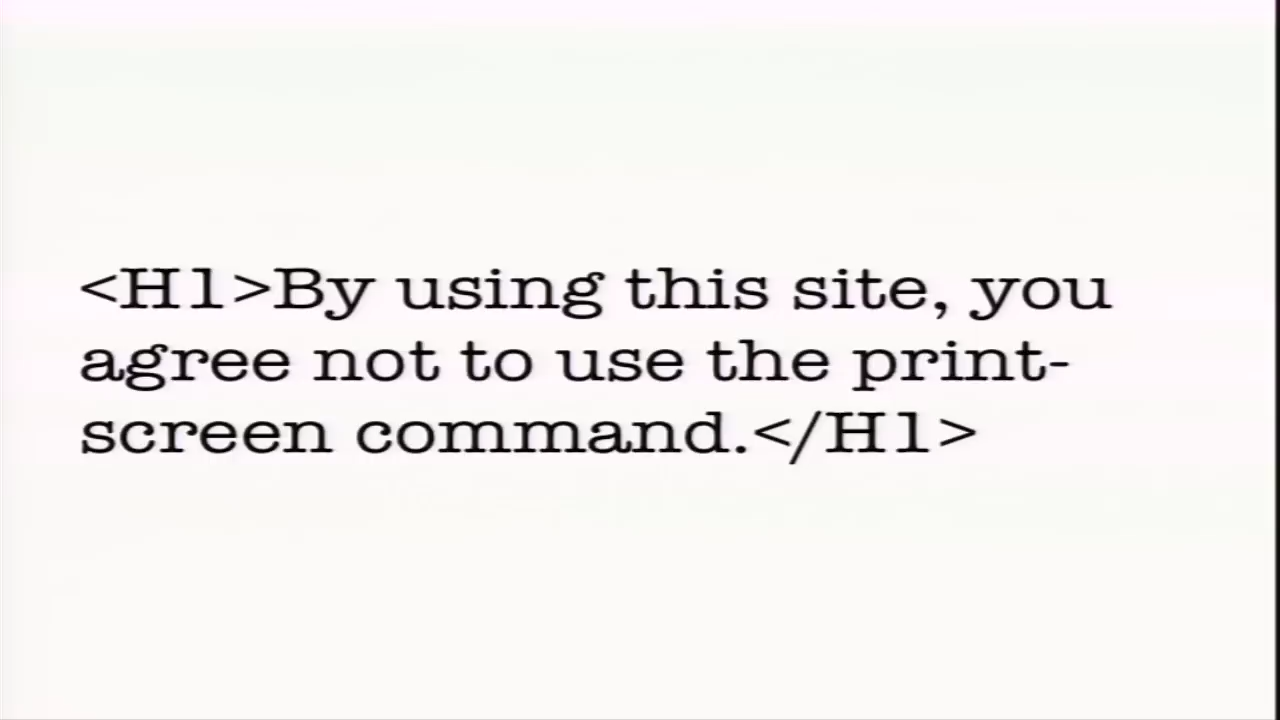 <H1>By using this site, you
agree not to use the print-
screen command.</H1>